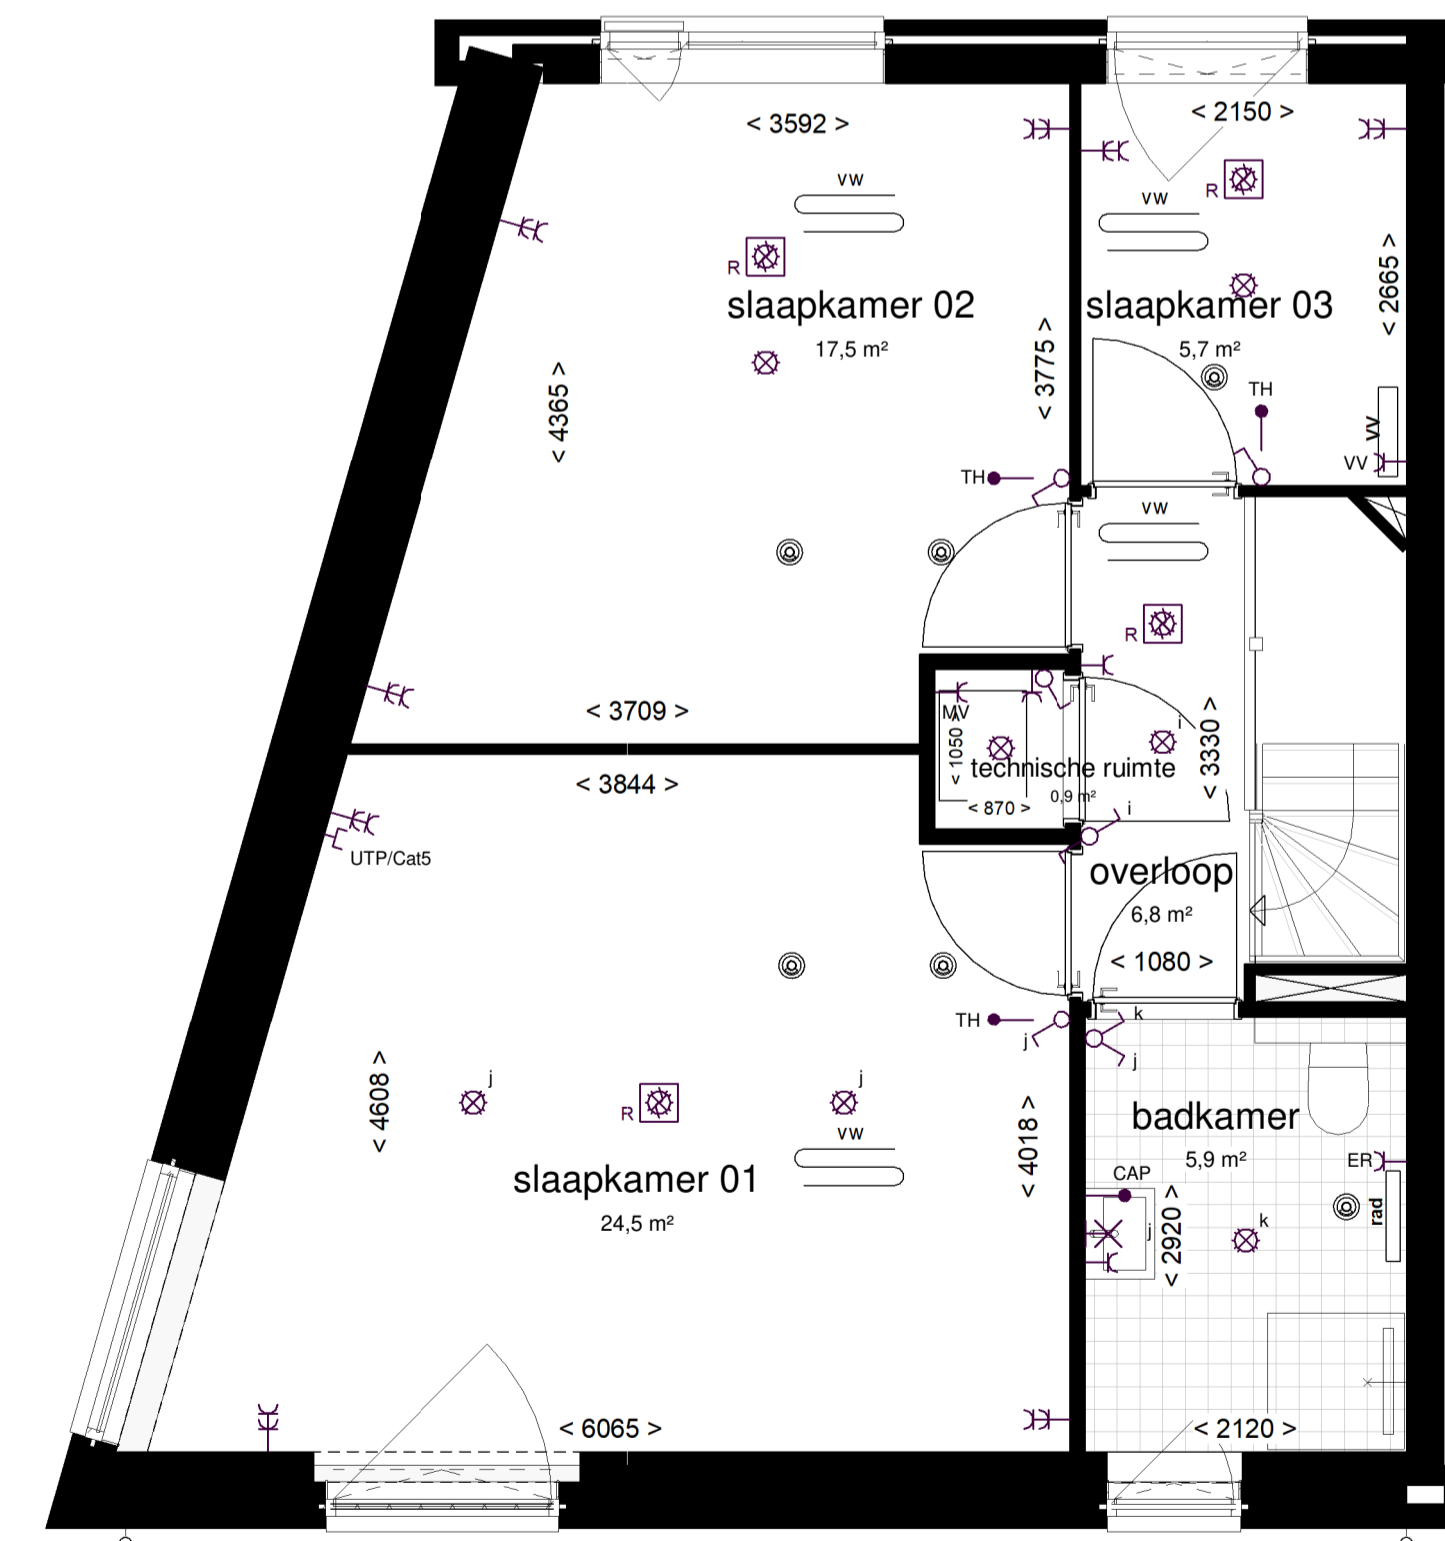 < 3592 >
< 2150 >
vw
R
vw
R
< 2665 >
slaapkamer 02
17,5 m²
slaapkamer 03
5,7 m²
< 3775 >
< 4365 >
TH
VV
VV
TH
vw
R
< 3709 >
MV
< 1050 >
i
< 3330 >
technische ruimte
0,9 m²
< 870 >
< 3844 >
i
UTP/Cat5
overloop
6,8 m²
< 1080 >
TH
j
k
j
< 4608 >
j
R
j
vw
< 4018 >
badkamer
5,9 m²
ER
CAP
slaapkamer 01
24,5 m²
rad
j
< 2920 >
k
< 6065 >
< 2120 >